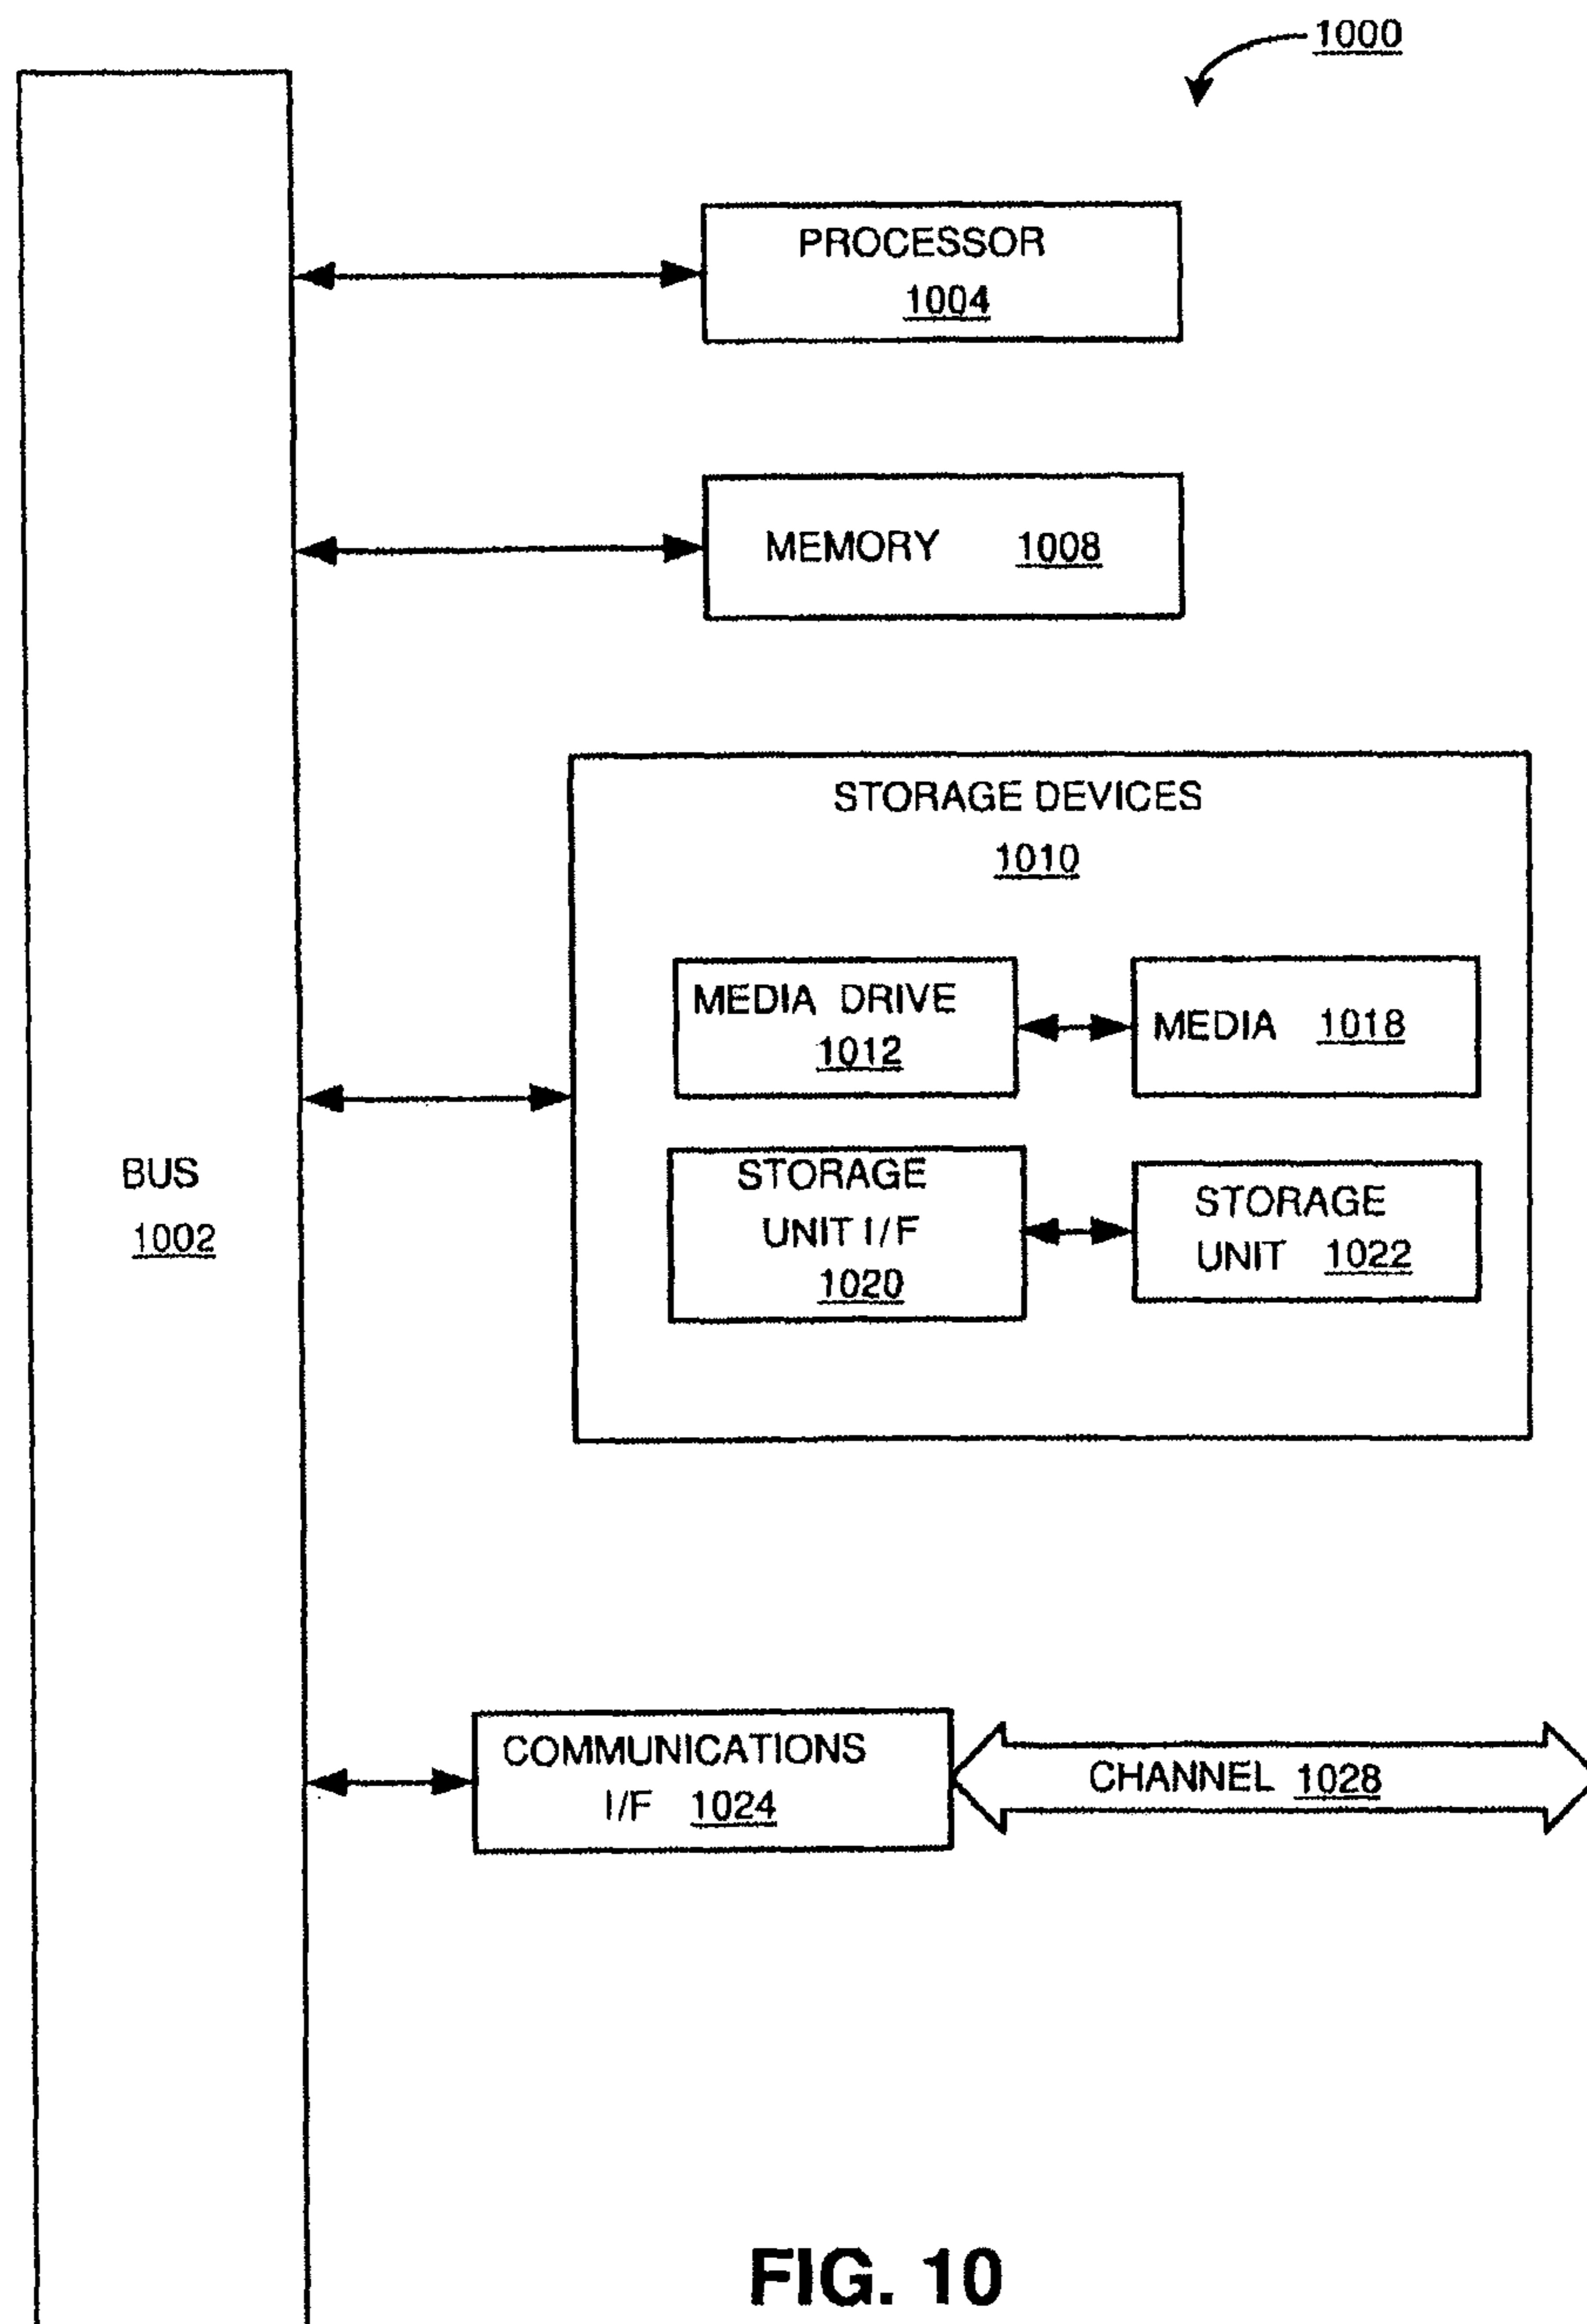 1000
PROCESSOR
1004
MEMORY 1008
STORAGE DEVICES
1010
MEDIA DRIVE
1012
MEDIA 1018
STORAGE
UNIT I/F
1020
STORAGE
UNIT 1022
BUS
1002
COMMUNICATIONS
I/F 1024
CHANNEL 1028
FIG. 10